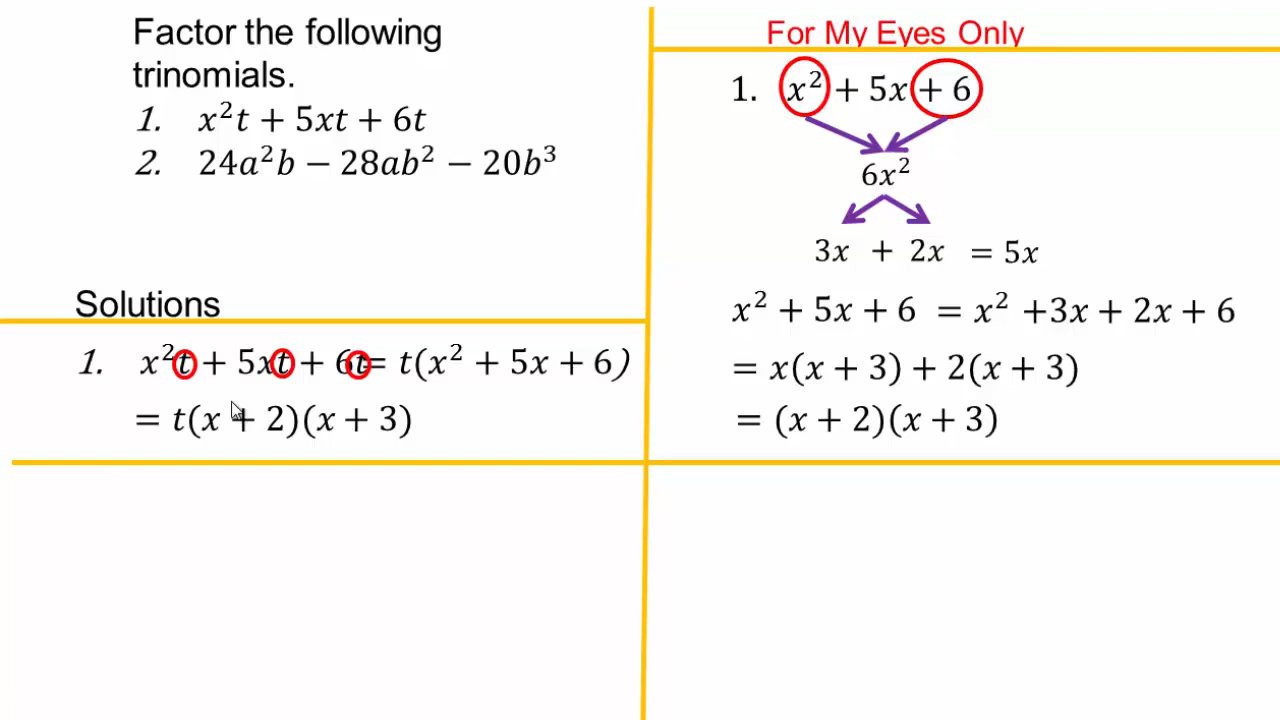 Factor the following
trinomials.
1. x²t + 5xt + 6t
2. 24a²b − 28ab² − 20b³
Solutions
1. x²t + 5xt + 6t = t(x² + 5x + 6)
= t(x + 2)(x + 3)
For My Eyes Only
1. x² + 5x + 6
6x²
3x + 2x = 5x
x² + 5x + 6 = x² +3x + 2x + 6
= x(x + 3) + 2(x + 3)
= (x + 2)(x + 3)